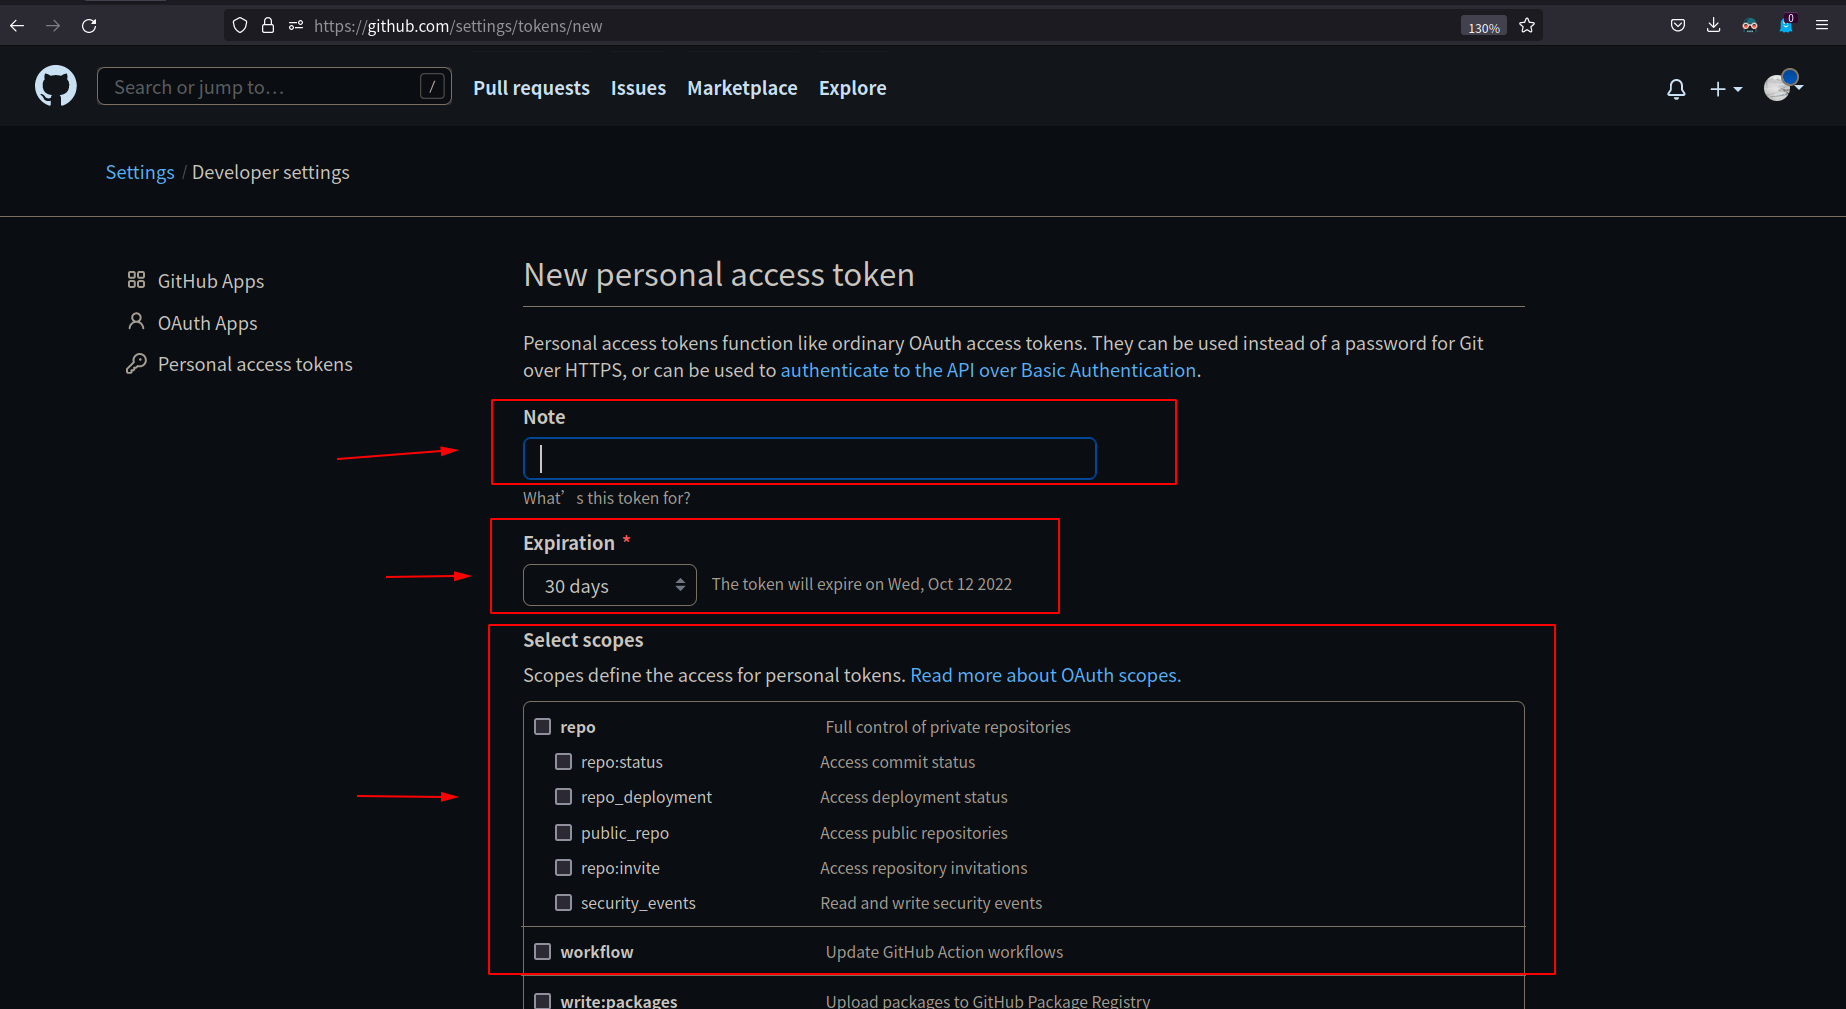 https://github.com/settings/tokens/new
130%
0
Search or jump to…
/
Pull requests
Issues
Marketplace
Explore
Settings / Developer settings
GitHub Apps
OAuth Apps
Personal access tokens
New personal access token
Personal access tokens function like ordinary OAuth access tokens. They can be used instead of a password for Git
over HTTPS, or can be used to authenticate to the API over Basic Authentication.
Note
What’s this token for?
Expiration *
30 days
The token will expire on Wed, Oct 12 2022
Select scopes
Scopes define the access for personal tokens. Read more about OAuth scopes.
repo Full control of private repositories
repo:status Access commit status
repo_deployment Access deployment status
public_repo Access public repositories
repo:invite Access repository invitations
security_events Read and write security events
workflow Update GitHub Action workflows
write:packages Upload packages to GitHub Package Registry